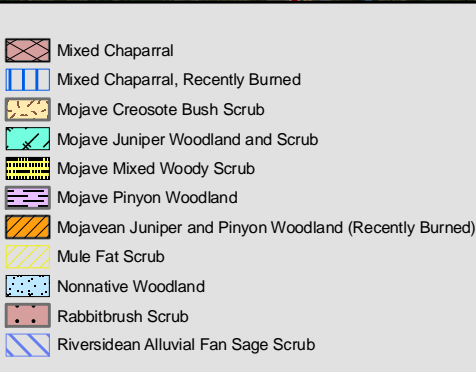 Mixed Chaparral
Mixed Chaparral, Recently Burned
Mojave Creosote Bush Scrub
Mojave Juniper Woodland and Scrub
Mojave Mixed Woody Scrub
Mojave Pinyon Woodland
Mojavean Juniper and Pinyon Woodland (Recently Burned)
Mule Fat Scrub
Nonnative Woodland
Rabbitbrush Scrub
Riversidean Alluvial Fan Sage Scrub